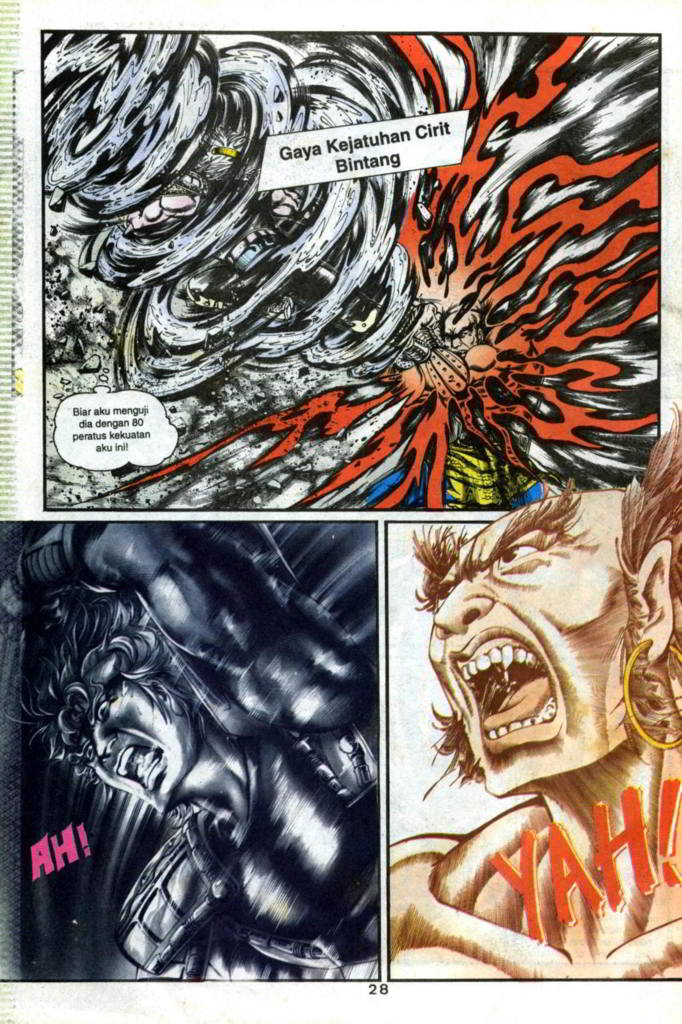 Gaya Kejatuhan Cirit
Bintang
Biar aku menguji
dia dengan 80
peratus kekuatan
aku ini!
AH!
YAH!
28